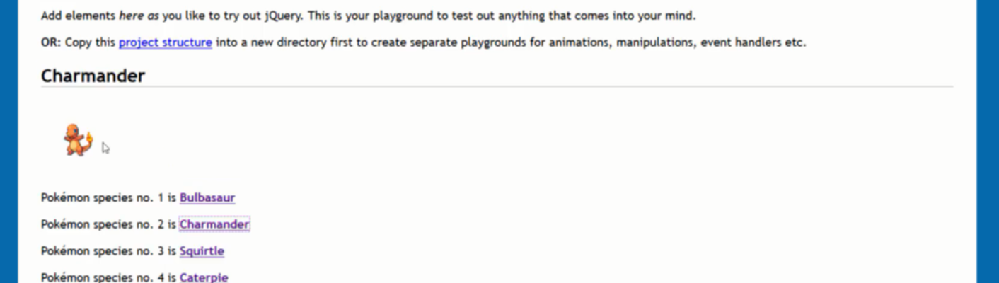 Add elements here as you like to try out jQuery. This is your playground to test out anything that comes into your mind.
OR: Copy this project structure into a new directory first to create separate playgrounds for animations, manipulations, event handlers etc.
Charmander
Pokémon species no. 1 is Bulbasaur
Pokémon species no. 2 is Charmander
Pokémon species no. 3 is Squirtle
Pokémon species no. 4 is Caterpie